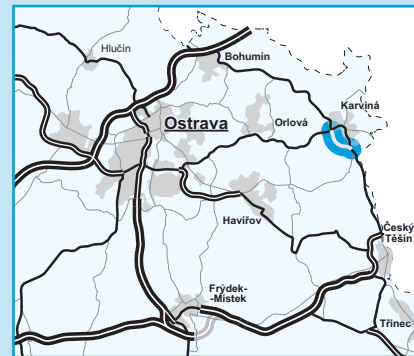 Hlučín
Bohumín
Karviná
Ostrava
Orlová
Havířov
Český
Těšín
Frýdek-
-Místek
Třinec